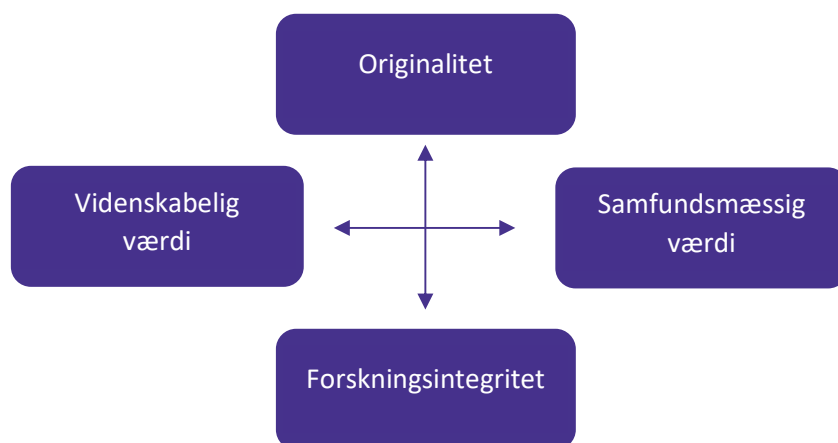 Originalitet
Videnskabelig
værdi
Samfundsmæssig
værdi
Forskningsintegritet